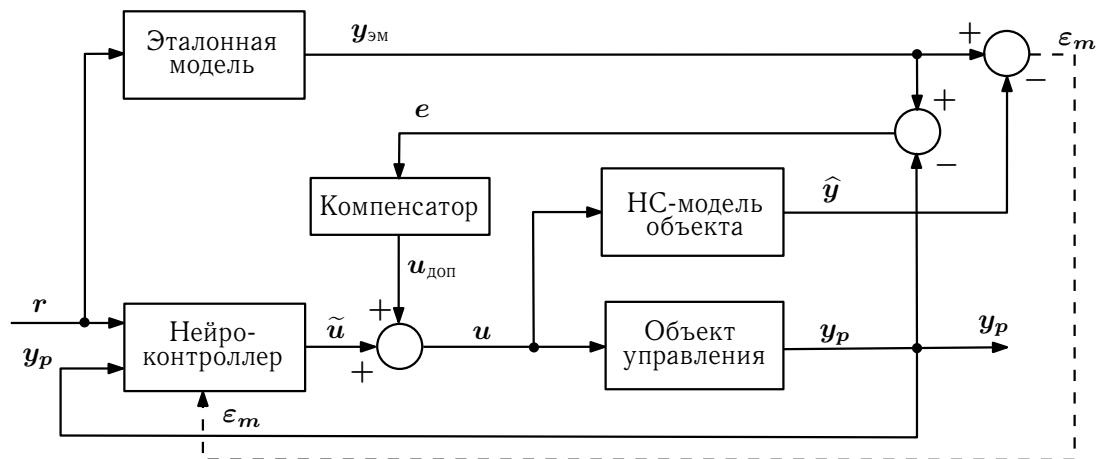 Эталонная
модель
y_эм
+
ε_m
−
e
+
−
Компенсатор
НС-модель
объекта
ŷ
u_доп
r
+
Нейро-
контроллер
ũ
u
Объект
управления
y_p
y_p
y_p
+
ε_m